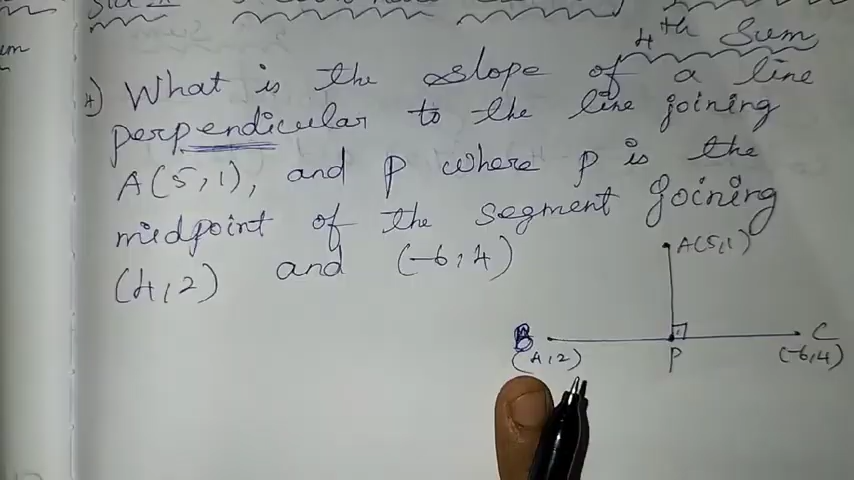 4th Sum
4) What is the slope of a line
perpendicular to the line joining
A(5,1), and P where P is the
midpoint of the segment joining
(4,2) and (-6,4)
A(5,1)
B
C
(4,2)
P
(-6,4)